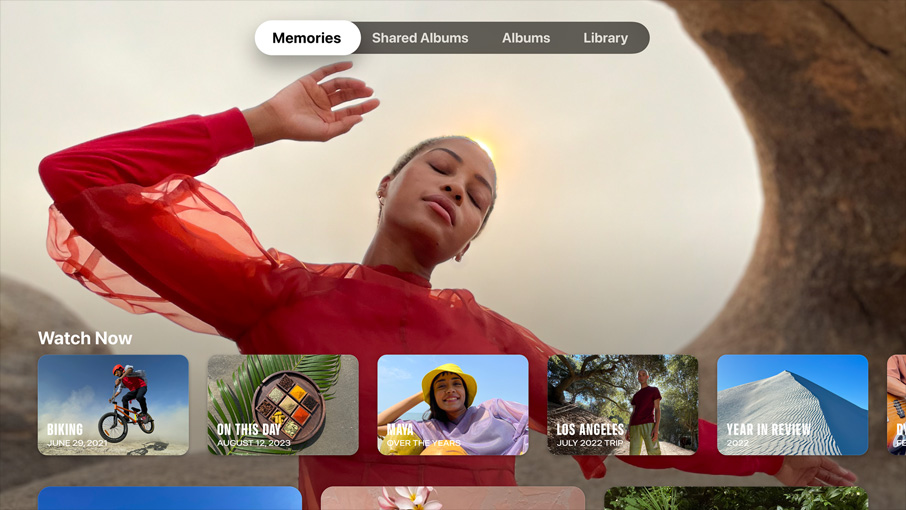 Memories
Shared Albums
Albums
Library
Watch Now
BIKING
JUNE 29, 2021
ON THIS DAY
AUGUST 12, 2023
MAYA
OVER THE YEARS
LOS ANGELES
JULY 2022 TRIP
YEAR IN REVIEW
2022